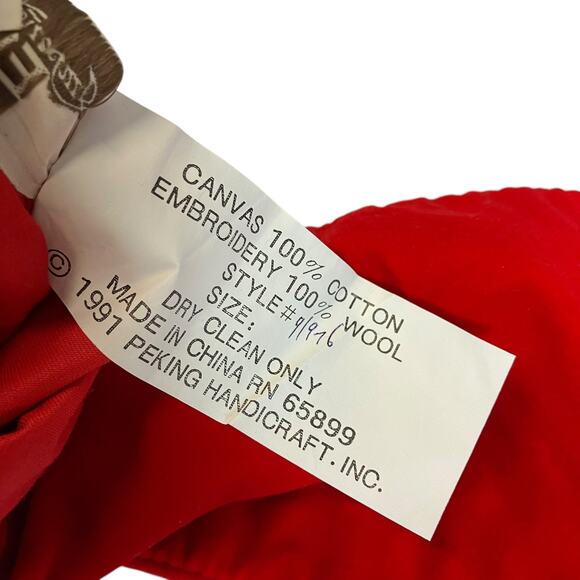 CANVAS 100% COTTON
EMBROIDERY 100% WOOL
STYLE#
SIZE:
DRY CLEAN ONLY
MADE IN CHINA RN 65899
© 1991 PEKING HANDICRAFT. INC.